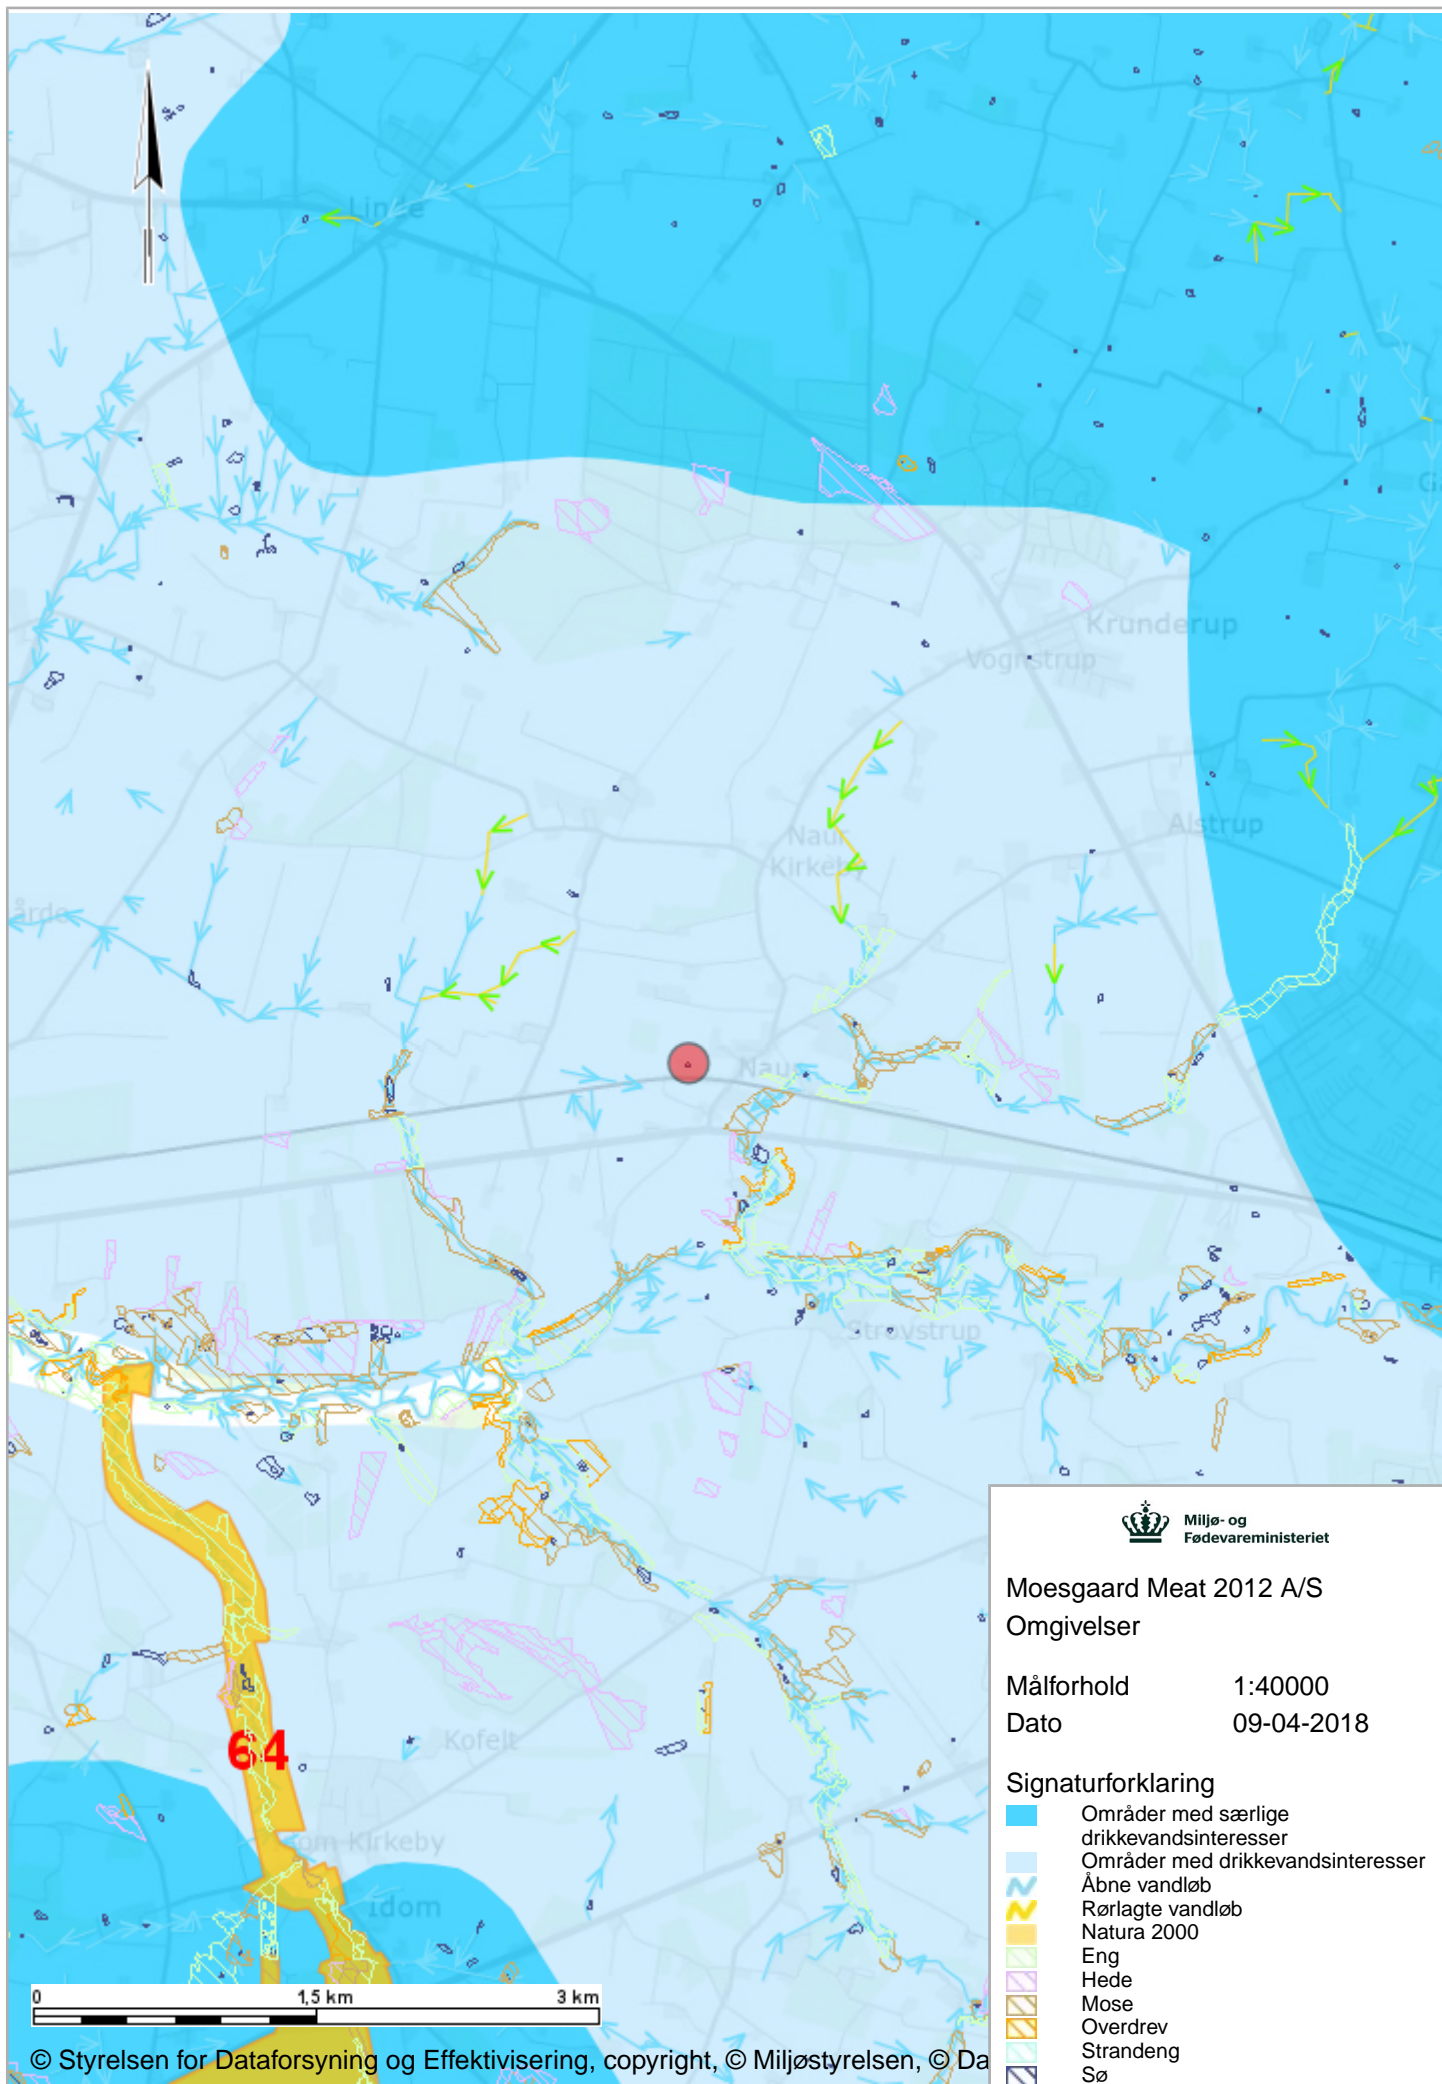 Linde
Krunderup
Vognstrup
Naur
Kirkeby
Alstrup
årde
Naur
Strovstrup
64
Kofelt
Kirkeby
Idom
0
1,5 km
3 km
© Styrelsen for Dataforsyning og Effektivisering, copyright, © Miljøstyrelsen, © Da
Miljø- og
Fødevareministeriet
Moesgaard Meat 2012 A/S
Omgivelser
Målforhold 1:40000
Dato 09-04-2018
Signaturforklaring
Områder med særlige
drikkevandsinteresser
Områder med drikkevandsinteresser
Åbne vandløb
Rørlagte vandløb
Natura 2000
Eng
Hede
Mose
Overdrev
Strandeng
Sø